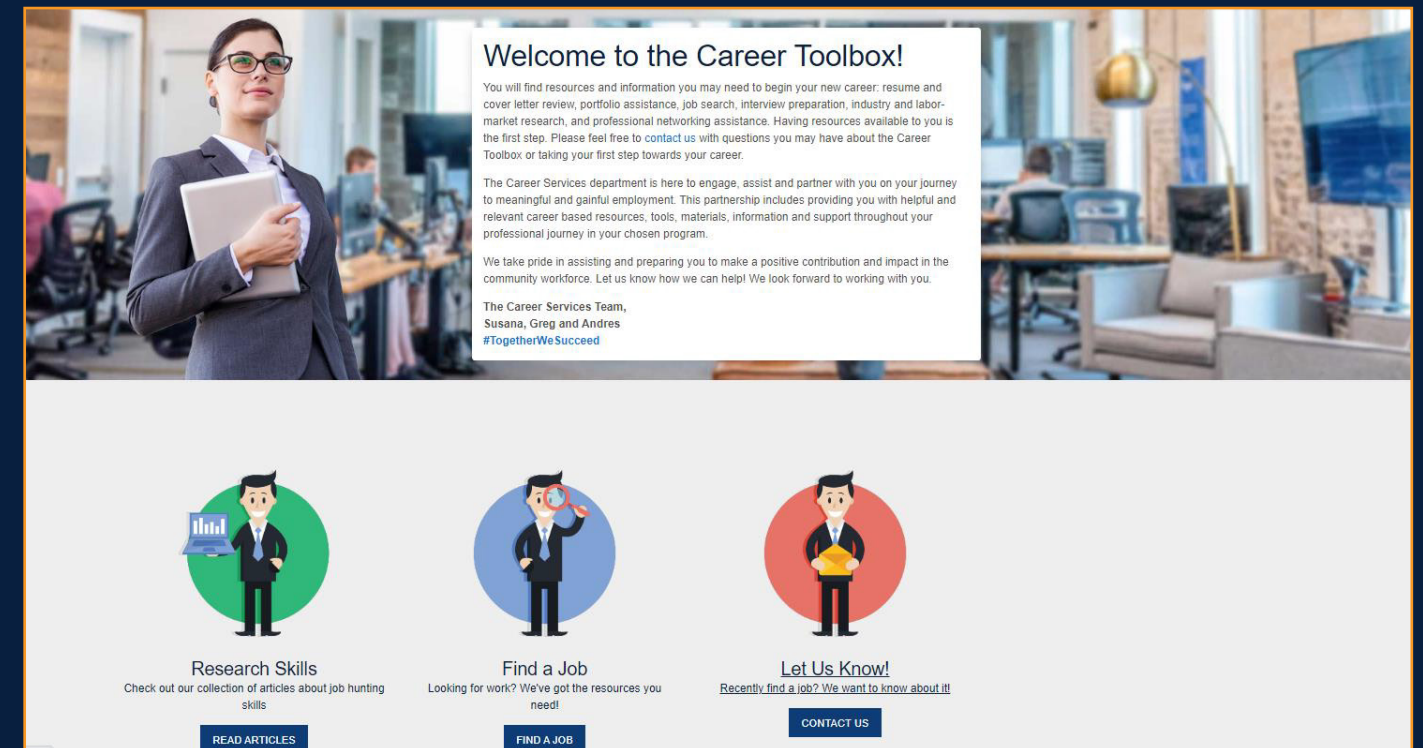 Welcome to the Career Toolbox!
You will find resources and information you may need to begin your new career: resume and
cover letter review, portfolio assistance, job search, interview preparation, industry and labor-
market research, and professional networking assistance. Having resources available to you is
the first step. Please feel free to contact us with questions you may have about the Career
Toolbox or taking your first step towards your career.
The Career Services department is here to engage, assist and partner with you on your journey
to meaningful and gainful employment. This partnership includes providing you with helpful and
relevant career based resources, tools, materials, information and support throughout your
professional journey in your chosen program.
We take pride in assisting and preparing you to make a positive contribution and impact in the
community workforce. Let us know how we can help! We look forward to working with you.
The Career Services Team,
Susana, Greg and Andres
#TogetherWeSucceed
Research Skills
Check out our collection of articles about job hunting
skills
READ ARTICLES
Find a Job
Looking for work? We've got the resources you
need!
FIND A JOB
Let Us Know!
Recently find a job? We want to know about it!
CONTACT US